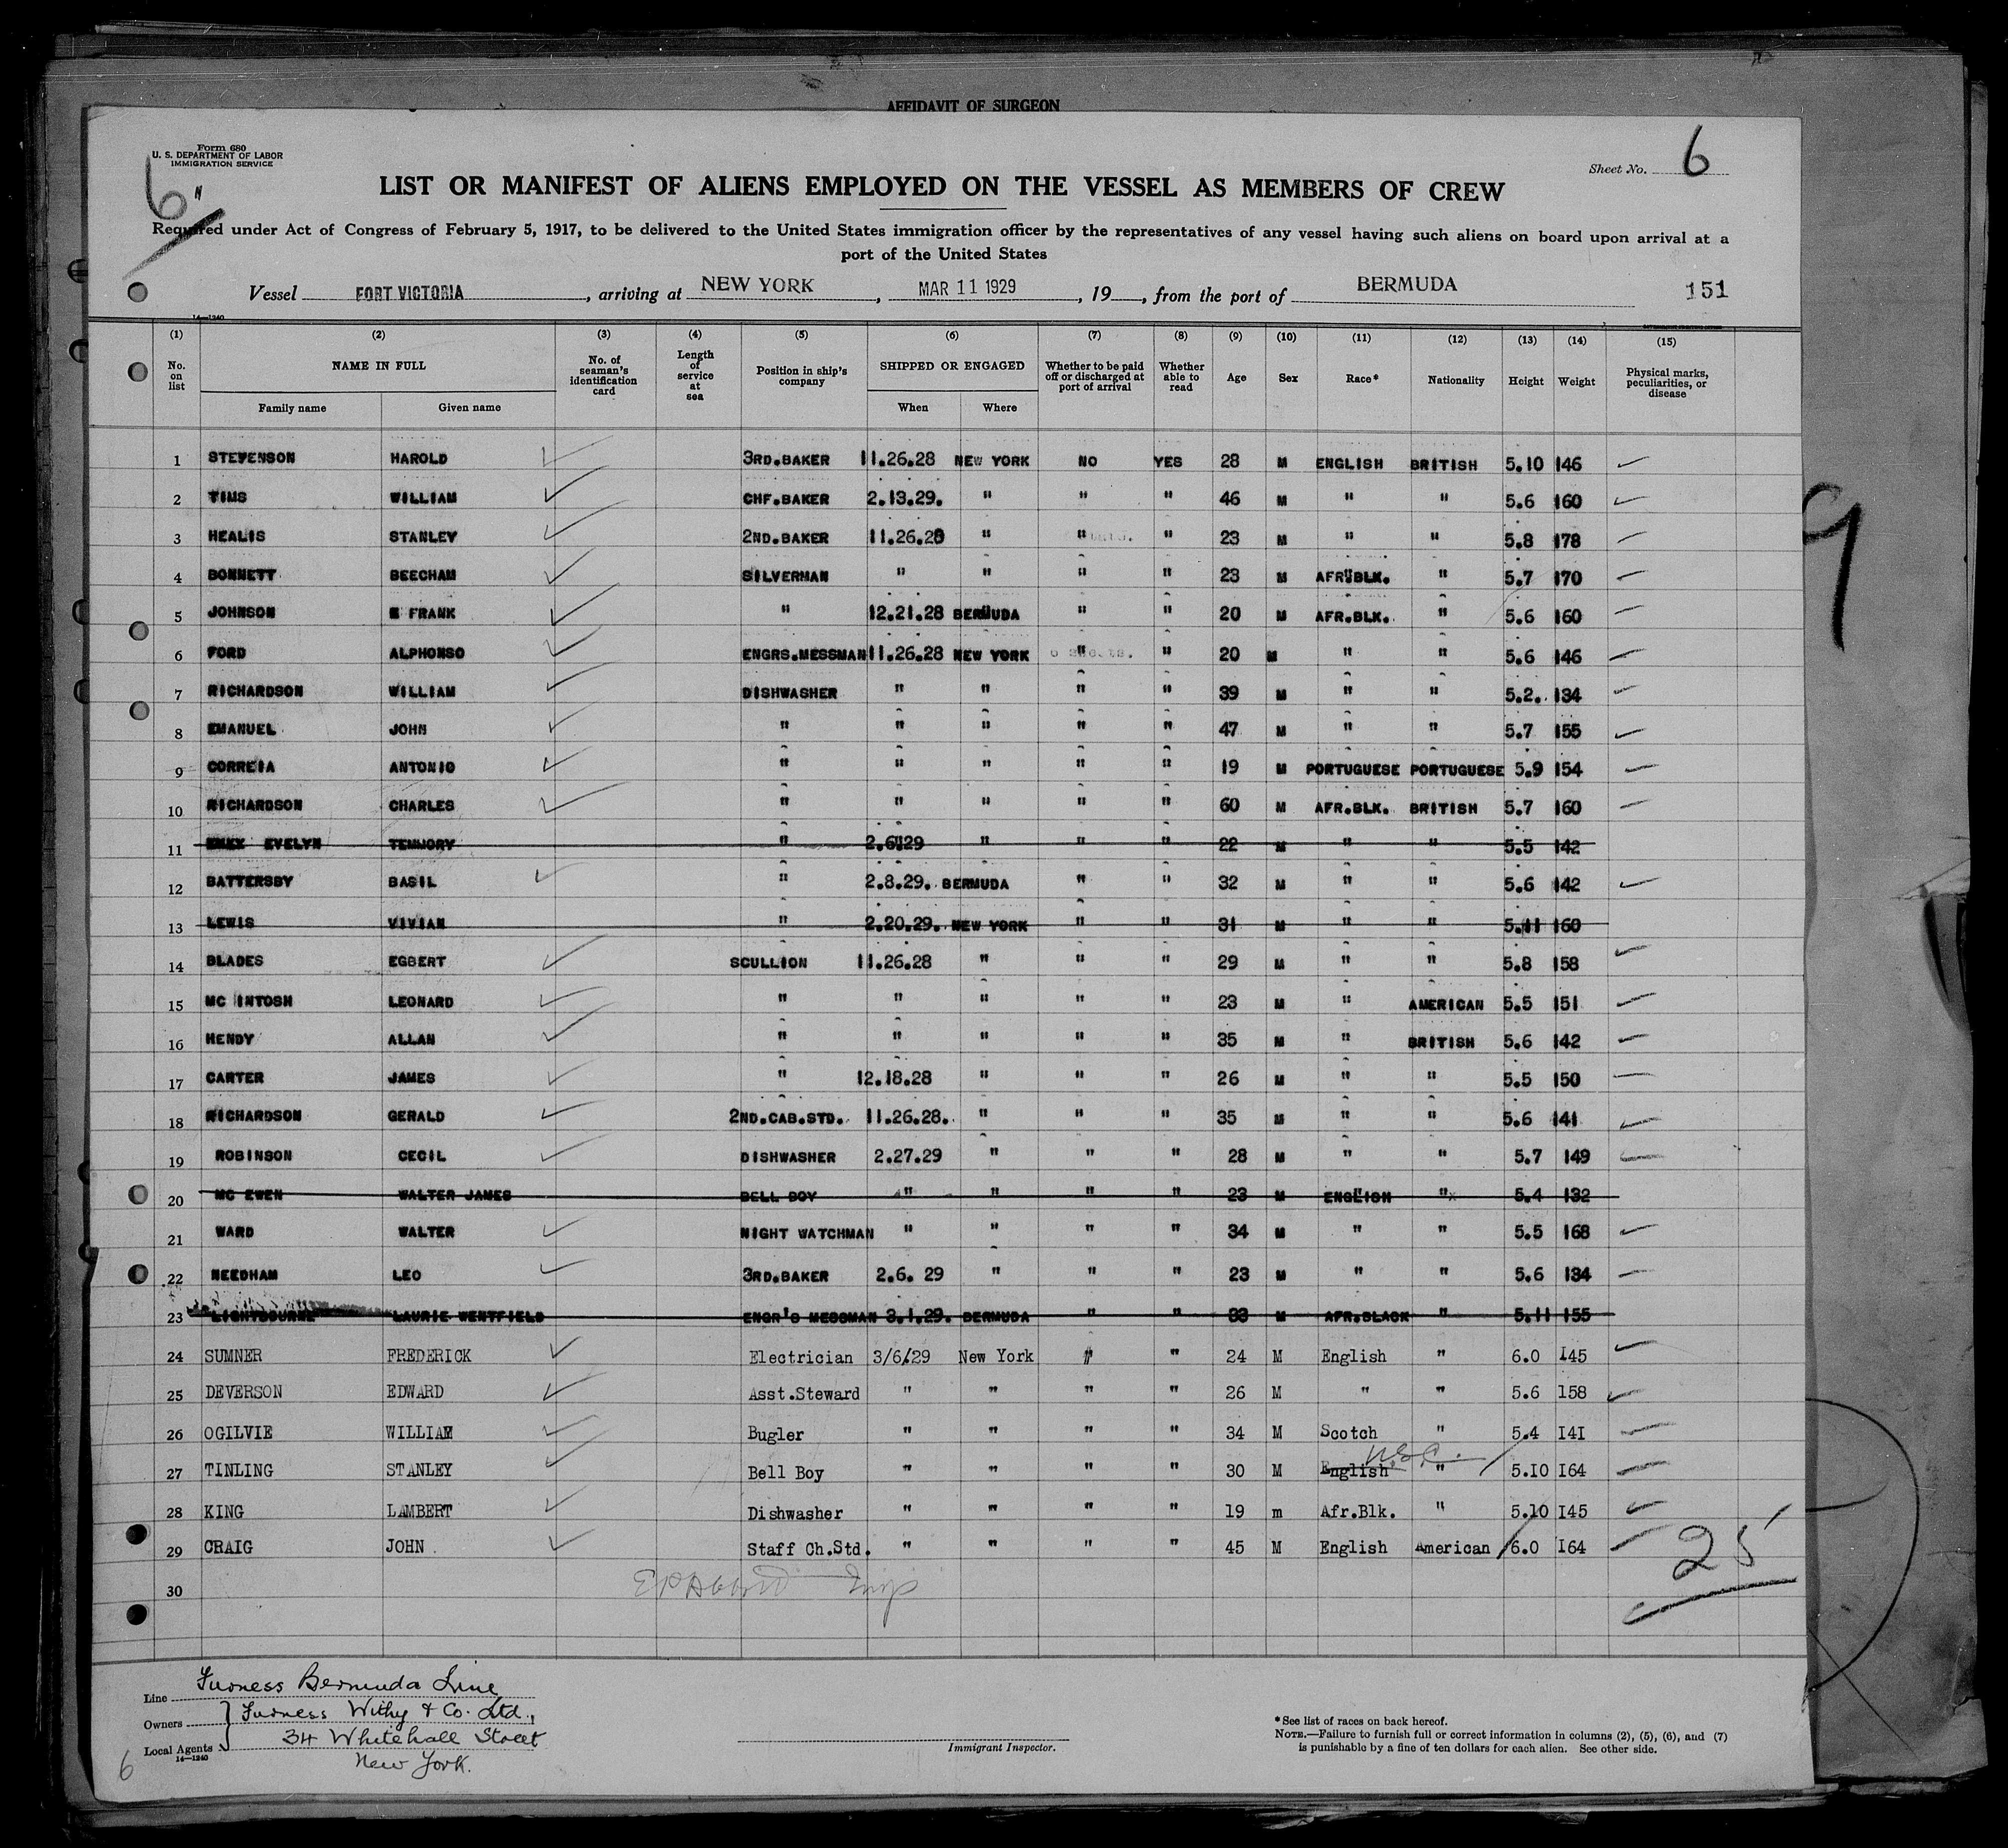 AFFIDAVIT OF SURGEON
Form 680
U. S. DEPARTMENT OF LABOR
IMMIGRATION SERVICE
6
Sheet No. 6
LIST OR MANIFEST OF ALIENS EMPLOYED ON THE VESSEL AS MEMBERS OF CREW
Required under Act of Congress of February 5, 1917, to be delivered to the United States immigration officer by the representatives of any vessel having such aliens on board upon arrival at a
port of the United States
Vessel FORT VICTORIA, arriving at NEW YORK, MAR 11 1929, 19, from the port of BERMUDA 151
14—1240
(1) (2) (3) (4) (5) (6) (7) (8) (9) (10) (11) (12) (13) (14) (15)
No. on list NAME IN FULL Family name Given name No. of seaman's identification card Length of service at sea Position in ship's company SHIPPED OR ENGAGED When Where Whether to be paid off or discharged at port of arrival Whether able to read Age Sex Race* Nationality Height Weight Physical marks, peculiarities, or disease
1 STEVENSON HAROLD 3RD.BAKER 11.26.28 NEW YORK NO YES 28 M ENGLISH BRITISH 5.10 146
2 TIMS WILLIAM CHF.BAKER 2.13.29. " " " 46 M " " 5.6 160
3 HEALIS STANLEY 2ND.BAKER 11.26.28 " " " 23 M " " 5.8 178
4 BONNETT BEECHAM SILVERMAN " " " " 23 M AFR.BLK. " 5.7 170
5 JOHNSON E FRANK " 12.21.28 BERMUDA " " 20 M AFR.BLK. " 5.6 160
6 FORD ALPHONSO ENGRS.MESSMAN 11.26.28 NEW YORK " " 20 M " " 5.6 146
7 RICHARDSON WILLIAM DISHWASHER " " " " 39 M " " 5.2. 134
8 EMANUEL JOHN " " " " " 47 M " " 5.7 155
9 CORREIA ANTONIO " " " " " 19 M PORTUGUESE PORTUGUESE 5.9 154
10 RICHARDSON CHARLES " " " " " 60 M AFR.BLK. BRITISH 5.7 160
11 EVELYN " 2.6.29 " " " 22 M " " 5.5 142
12 BATTERSBY BASIL " 2.8.29. BERMUDA " " 32 M " " 5.6 142
13 LEWIS VIVIAN " 2.20.29. NEW YORK " " 31 M " " 5.11 160
14 BLADES EGBERT SCULLION 11.26.28 " " " 29 M " " 5.8 158
15 MC INTOSH LEONARD " " " " " 23 M " AMERICAN 5.5 151
16 HENDY ALLAN " " " " " 35 M " BRITISH 5.6 142
17 CARTER JAMES " 12.18.28 " " " 26 M " " 5.5 150
18 RICHARDSON GERALD 2ND.CAB.STD. 11.26.28. " " " 35 M " " 5.6 141
19 ROBINSON CECIL DISHWASHER 2.27.29 " " " 28 M " " 5.7 149
20 MC EWEN WALTER JAMES BELL BOY " " " " 23 M ENGLISH " 5.4 132
21 WARD WALTER NIGHT WATCHMAN " " " " 34 M " " 5.5 168
22 NEEDHAM LEO 3RD.BAKER 2.6. 29 " " " 23 M " " 5.6 134
23 LIGHTBOURNE LAURIE WENTFIELD ENGR'S MESSMAN 3.1.29. BERMUDA " " 33 M AFR.BLACK " 5.11 155
24 SUMNER FREDERICK Electrician 3/6/29 New York " " 24 M English " 6.0 I45
25 DEVERSON EDWARD Asst.Steward " " " " 26 M " " 5.6 158
26 OGILVIE WILLIAM Bugler " " " " 34 M Scotch " 5.4 I4I
27 TINLING STANLEY Bell Boy " " " " 30 M English " 5.IO I64
28 KING LAMBERT Dishwasher " " " " 19 m Afr.Blk. " 5.10 I45
29 CRAIG JOHN Staff Ch.Std. " " " " 45 M English American 6.0 I64
30
25
Line Furness Bermuda Line
Owners Furness Withy & Co. Ltd.,
Local Agents 34 Whitehall Street
New York.
14—1240
6
Immigrant Inspector.
*See list of races on back hereof.
NOTE.—Failure to furnish full or correct information in columns (2), (5), (6), and (7)
is punishable by a fine of ten dollars for each alien. See other side.
9